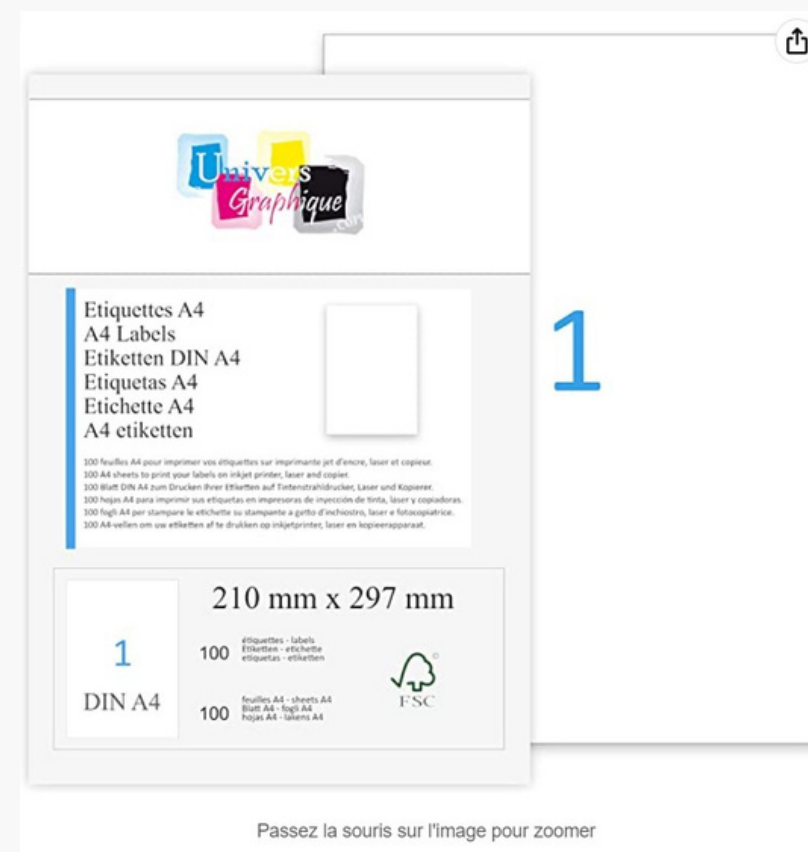 Univers
Graphique
.com
Etiquettes A4
A4 Labels
Etiketten DIN A4
Etiquetas A4
Etichette A4
A4 etiketten
100 feuilles A4 pour imprimer vos étiquettes sur imprimante jet d'encre, laser et copieur.
100 A4 sheets to print your labels on inkjet printer, laser and copier.
100 Blatt DIN A4 zum Drucken Ihrer Etiketten auf Tintenstrahldrucker, Laser und Kopierer.
100 hojas A4 para imprimir sus etiquetas en impresoras de inyección de tinta, láser y copiadoras.
100 fogli A4 per stampare le etichette su stampante a getto d'inchiostro, laser e fotocopiatrice.
100 A4-vellen om uw etiketten af te drukken op inkjetprinter, laser en kopieerapparaat.
1
210 mm x 297 mm
1
DIN A4
100
étiquettes - labels
Etiketten - etichette
etiquetas - etiketten
100
feuilles A4 - sheets A4
Blatt A4 - fogli A4
hojas A4 - lakens A4
©
FSC
Passez la souris sur l'image pour zoomer